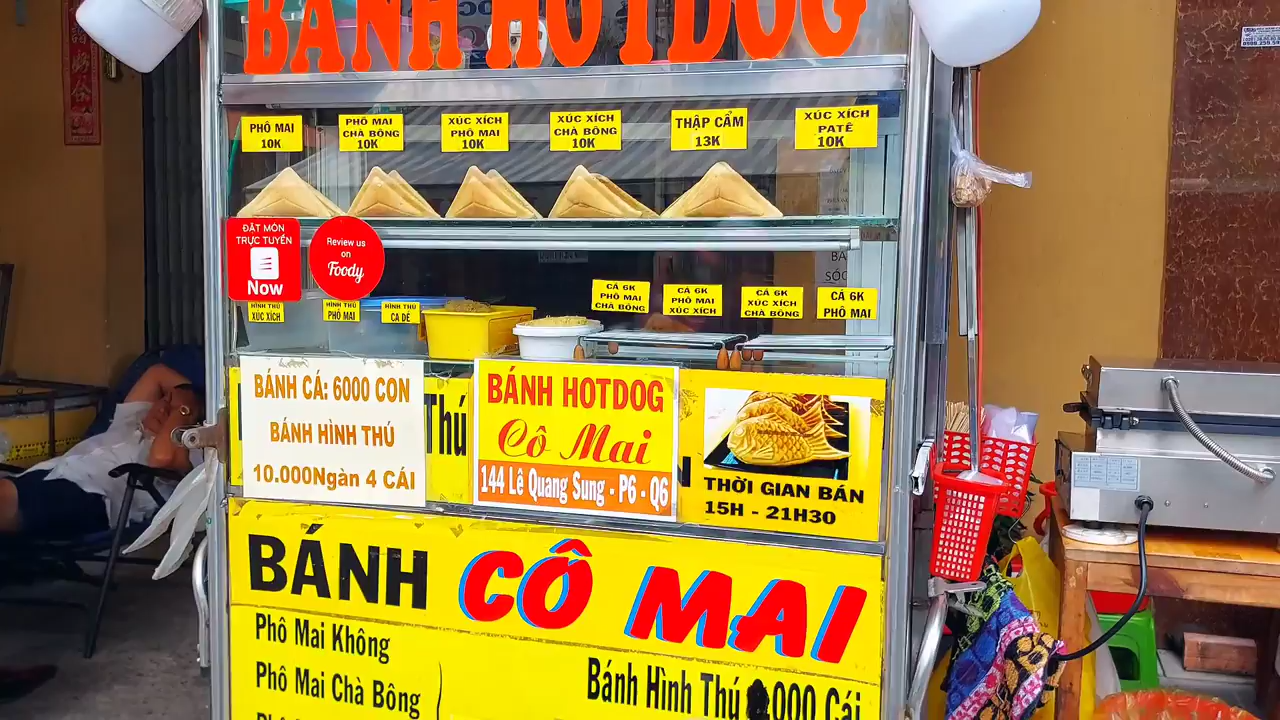 BÁNH HOTDOG
PHÔ MAI
10K
PHÔ MAI
CHÀ BÔNG
10K
XÚC XÍCH
PHÔ MAI
10K
XÚC XÍCH
CHÀ BÔNG
10K
THẬP CẨM
13K
XÚC XÍCH
PATÊ
10K
ĐẶT MÓN
TRỰC TUYẾN
Now
Review us
on
Foody
HÌNH THÚ
XÚC XÍCH
HÌNH THÚ
PHÔ MAI
HÌNH THÚ
CA DÉ
CÁ 6K
PHÔ MAI
CHÀ BÔNG
CÁ 6K
PHÔ MAI
XÚC XÍCH
CÁ 6K
XÚC XÍCH
CHÀ BÔNG
CÁ 6K
PHÔ MAI
BÁNH CÁ: 6000 CON
BÁNH HÌNH THÚ
10.000Ngàn 4 CÁI
Thú
BÁNH HOTDOG
Cô Mai
144 Lê Quang Sung - P6 - Q6
THỜI GIAN BÁN
15H - 21H30
BÁNH CÔ MAI
Phô Mai Không
Phô Mai Chà Bông
Bánh Hình Thú 000 Cái